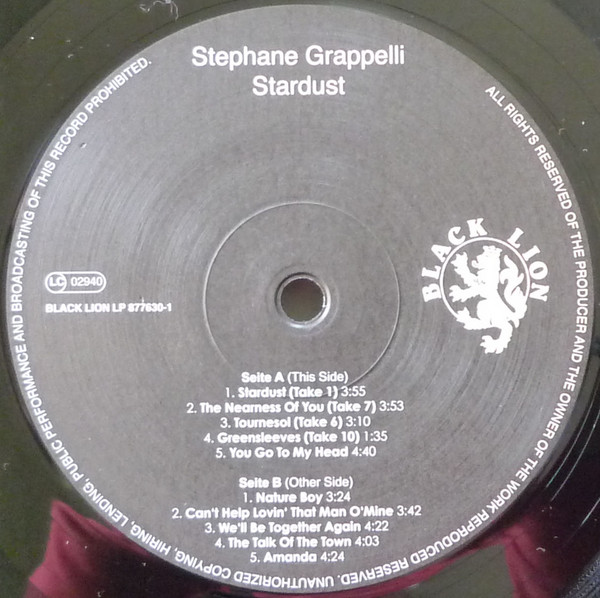 Stephane Grappelli
Stardust
ALL RIGHTS RESERVED OF THE PRODUCER AND THE OWNER OF THE WORK REPRODUCED RESERVED. UNAUTHORIZED COPYING, HIRING, LENDING, PUBLIC PERFORMANCE AND BROADCASTING OF THIS RECORD PROHIBITED.
BLACK LION
LC 02940
BLACK LION LP 877630-1
Seite A (This Side)
1. Stardust (Take 1) 3:55
2. The Nearness Of You (Take 7) 3:53
3. Tournesol (Take 6) 3:10
4. Greensleeves (Take 10) 1:35
5. You Go To My Head 4:40
Seite B (Other Side)
1. Nature Boy 3:24
2. Can't Help Lovin' That Man O'Mine 3:42
3. We'll Be Together Again 4:22
4. The Talk Of The Town 4:03
5. Amanda 4:24